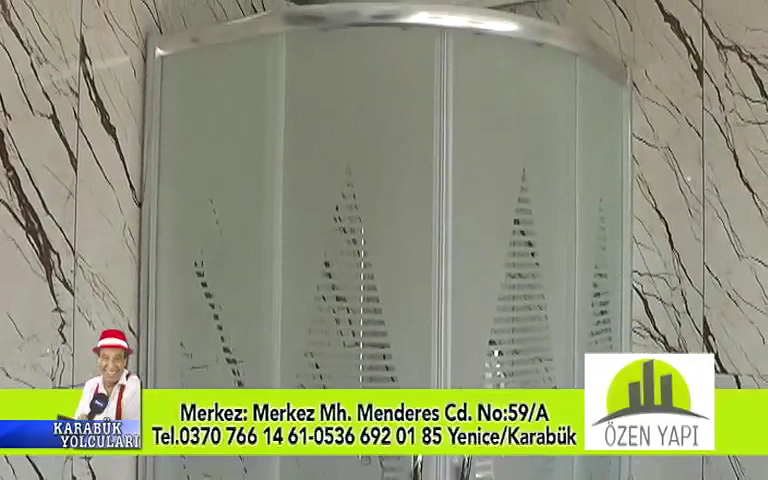 Merkez: Merkez Mh. Menderes Cd. No:59/A
Tel.0370 766 14 61-0536 692 01 85 Yenice/Karabük
KARABÜK
YOLCULARI
ÖZEN YAPI